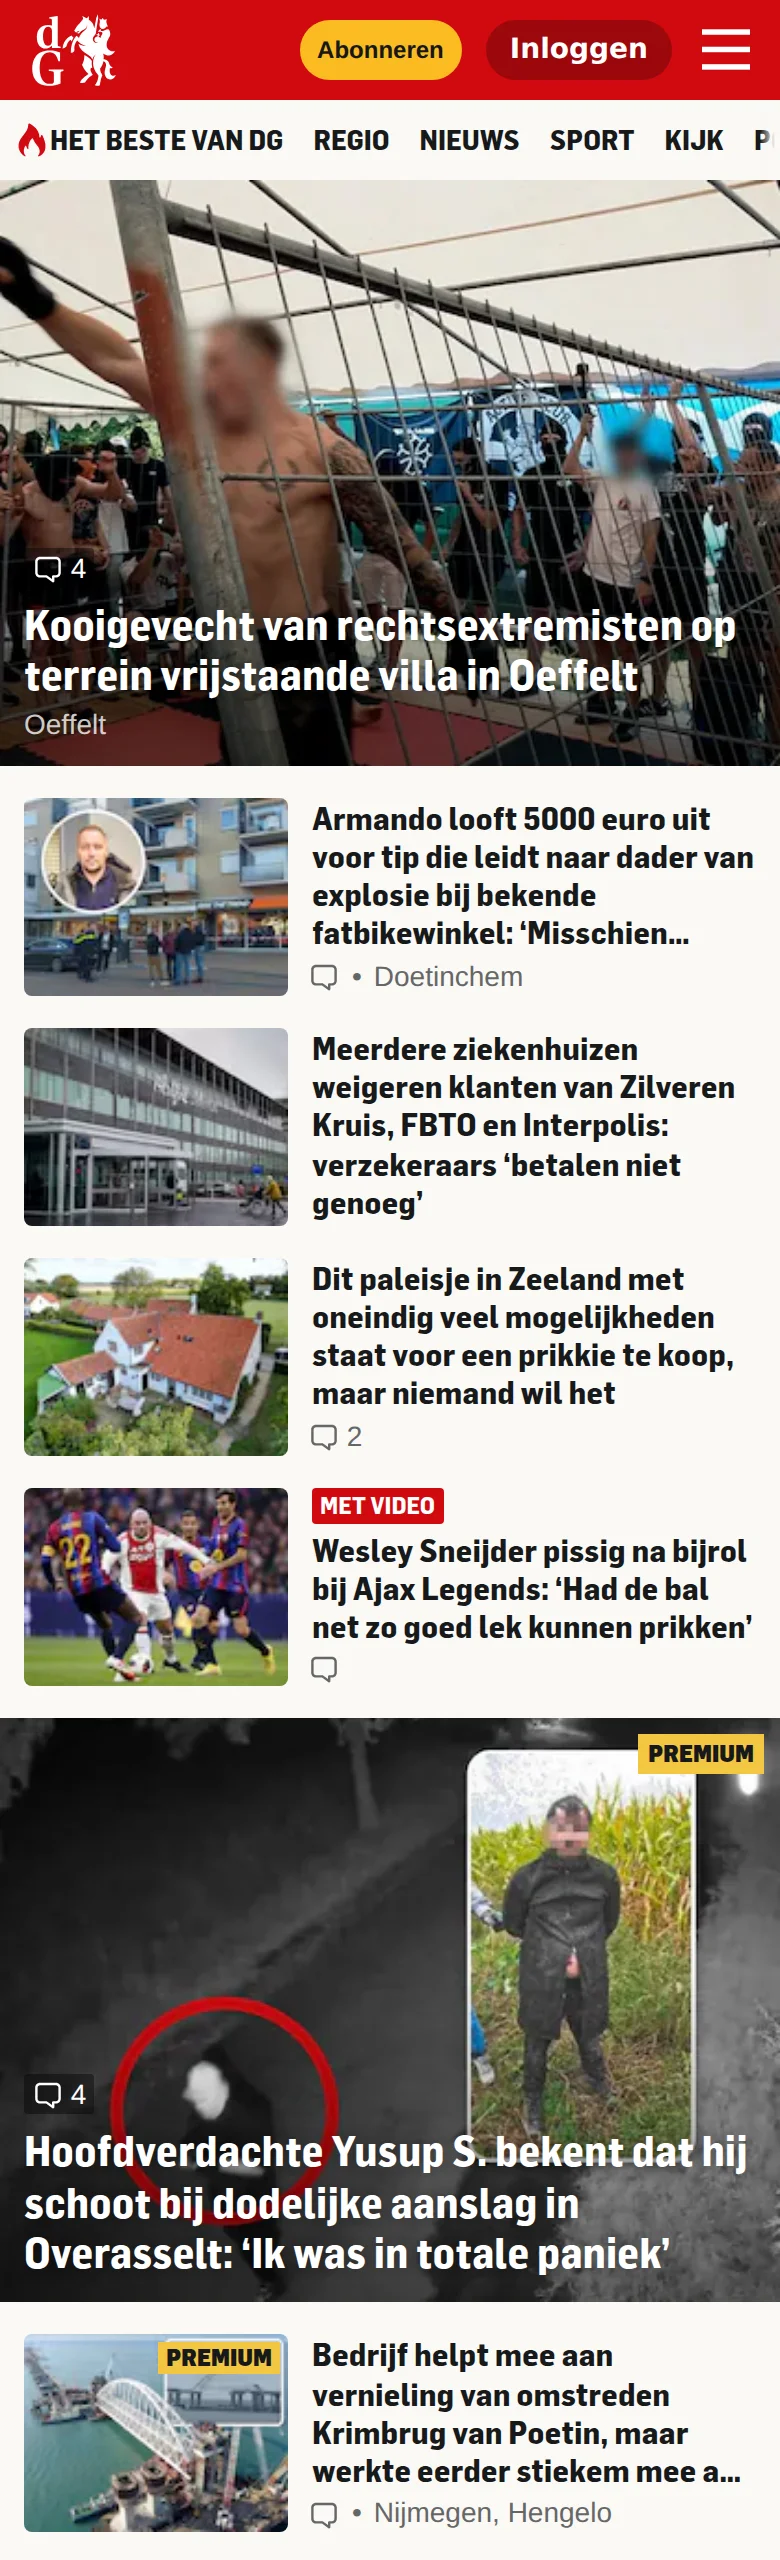 dG
Abonneren
Inloggen
HET BESTE VAN DG REGIO NIEUWS SPORT KIJK
4
Kooigevecht van rechtsextremisten op
terrein vrijstaande villa in Oeffelt
Oeffelt
Armando looft 5000 euro uit
voor tip die leidt naar dader van
explosie bij bekende
fatbikewinkel: ‘Misschien...
• Doetinchem
Meerdere ziekenhuizen
weigeren klanten van Zilveren
Kruis, FBTO en Interpolis:
verzekeraars ‘betalen niet
genoeg’
Dit paleisje in Zeeland met
oneindig veel mogelijkheden
staat voor een prikkie te koop,
maar niemand wil het
2
MET VIDEO
Wesley Sneijder pissig na bijrol
bij Ajax Legends: ‘Had de bal
net zo goed lek kunnen prikken’
22
PREMIUM
4
Hoofdverdachte Yusup S. bekent dat hij
schoot bij dodelijke aanslag in
Overasselt: ‘Ik was in totale paniek’
PREMIUM
Bedrijf helpt mee aan
vernieling van omstreden
Krimbrug van Poetin, maar
werkte eerder stiekem mee a...
• Nijmegen, Hengelo